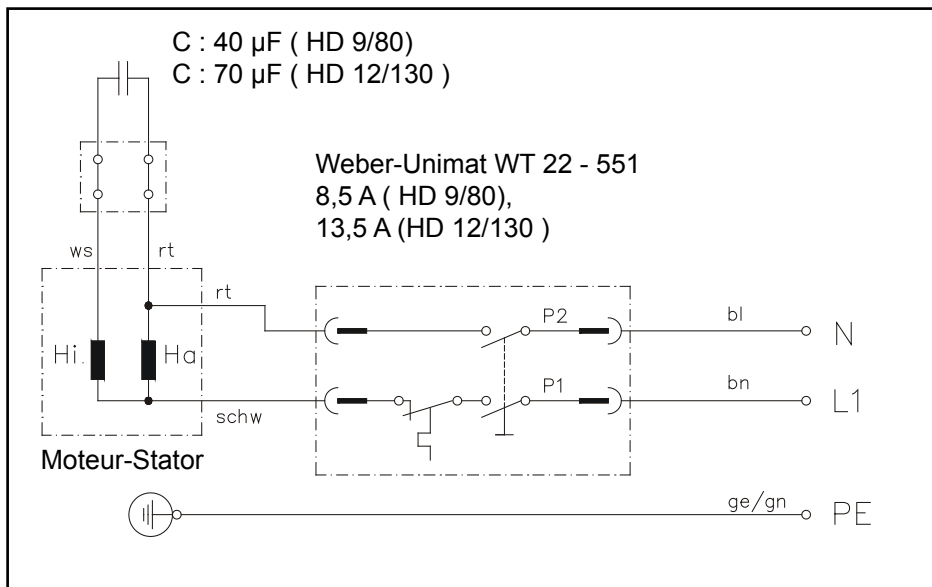 C : 40 µF ( HD 9/80)
C : 70 µF ( HD 12/130 )
Weber-Unimat WT 22 - 551
8,5 A ( HD 9/80),
13,5 A (HD 12/130 )
ws
rt
rt
P2
bl
N
Hi.
Ha
P1
bn
L1
schw
Moteur-Stator
ge/gn
PE